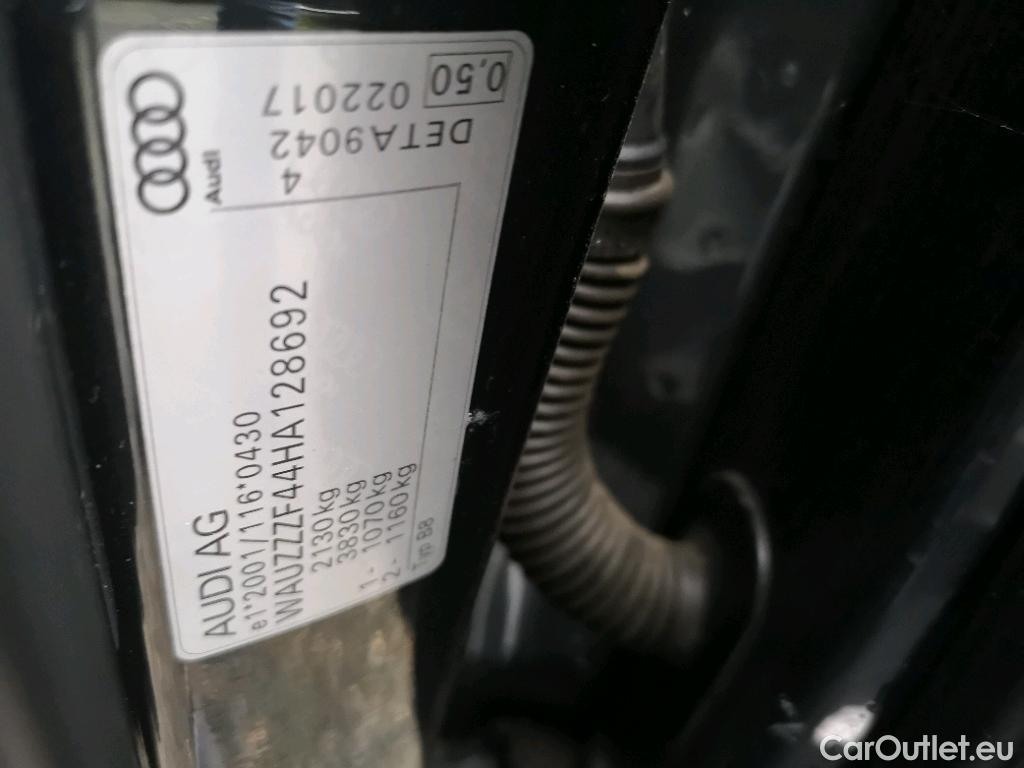 AUDI AG
e1*2001/116*0430
WAUZZZF44HA128692
2130kg
3830kg
1- 1070kg
2- 1160kg
Typ B8
Audi
4
DETA9042
022017 0,50
CarOutlet.eu